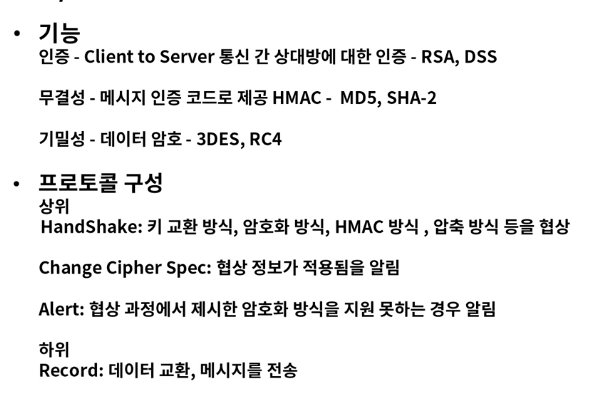 • 기능
인증 - Client to Server 통신 간 상대방에 대한 인증 - RSA, DSS
무결성 - 메시지 인증 코드로 제공 HMAC - MD5, SHA-2
기밀성 - 데이터 암호 - 3DES, RC4
• 프로토콜 구성
상위
HandShake: 키 교환 방식, 암호화 방식, HMAC 방식 , 압축 방식 등을 협상
Change Cipher Spec: 협상 정보가 적용됨을 알림
Alert: 협상 과정에서 제시한 암호화 방식을 지원 못하는 경우 알림
하위
Record: 데이터 교환, 메시지를 전송